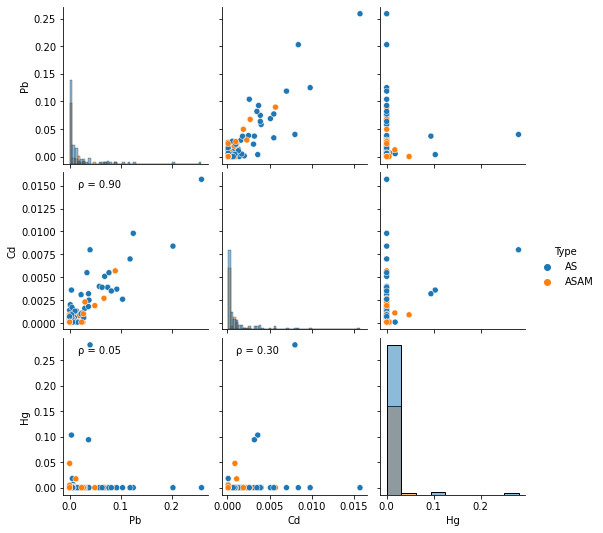 0.25
0.20
0.15
0.10
0.05
0.00
Pb
ρ = 0.90
0.0150
0.0125
0.0100
0.0075
0.0050
0.0025
0.0000
Cd
Type
AS
ASAM
ρ = 0.05
ρ = 0.30
0.25
0.20
0.15
0.10
0.05
0.00
Hg
0.0 0.1 0.2
0.000 0.005 0.010 0.015
0.0 0.1 0.2
Pb Cd Hg